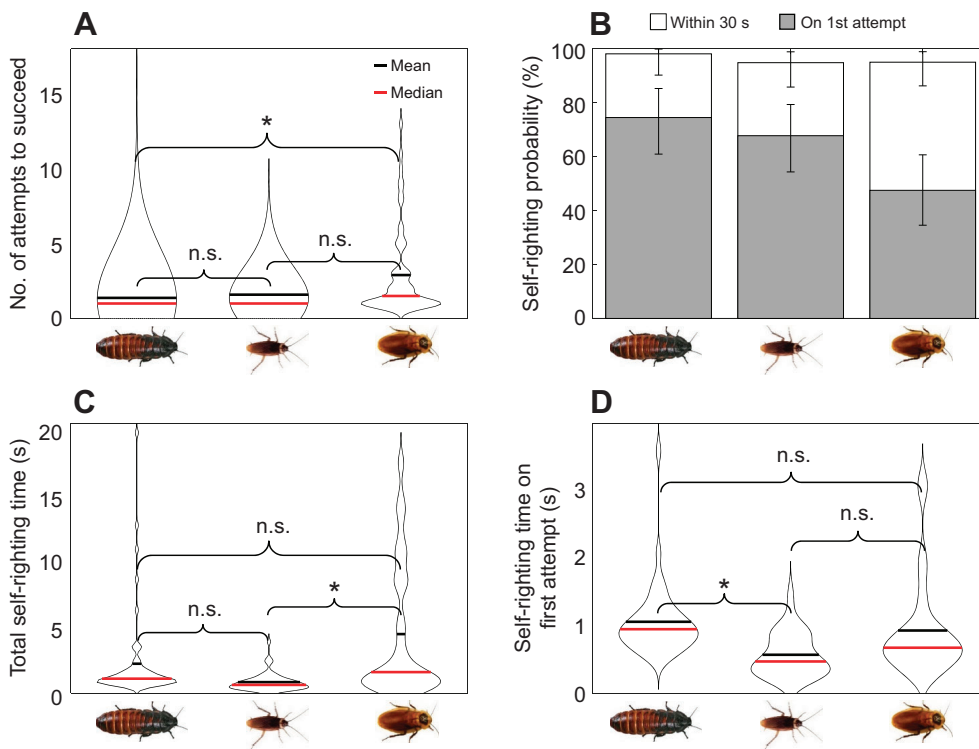 A
No. of attempts to succeed
15
10
5
0
Mean
Median
*
n.s.
n.s.
B
Within 30 s
On 1st attempt
Self-righting probability (%)
100
80
60
40
20
0
C
Total self-righting time (s)
20
15
10
5
0
n.s.
n.s.
*
D
Self-righting time on
first attempt (s)
3
2
1
0
n.s.
n.s.
*